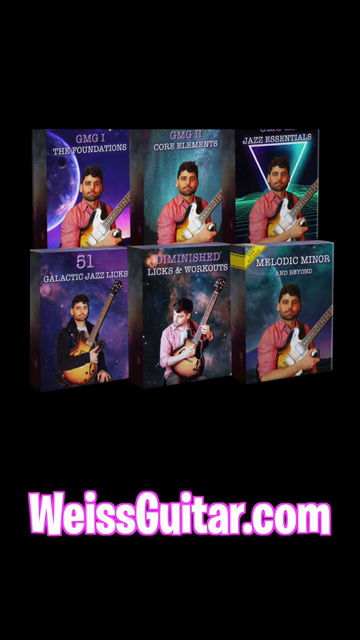 GMG I
THE FOUNDATIONS
GMG II
CORE ELEMENTS
JAZZ ESSENTIALS
51
GALACTIC JAZZ LICKS
DIMINISHED
LICKS & WORKOUTS
MELODIC MINOR
AND BEYOND
WeissGuitar.com